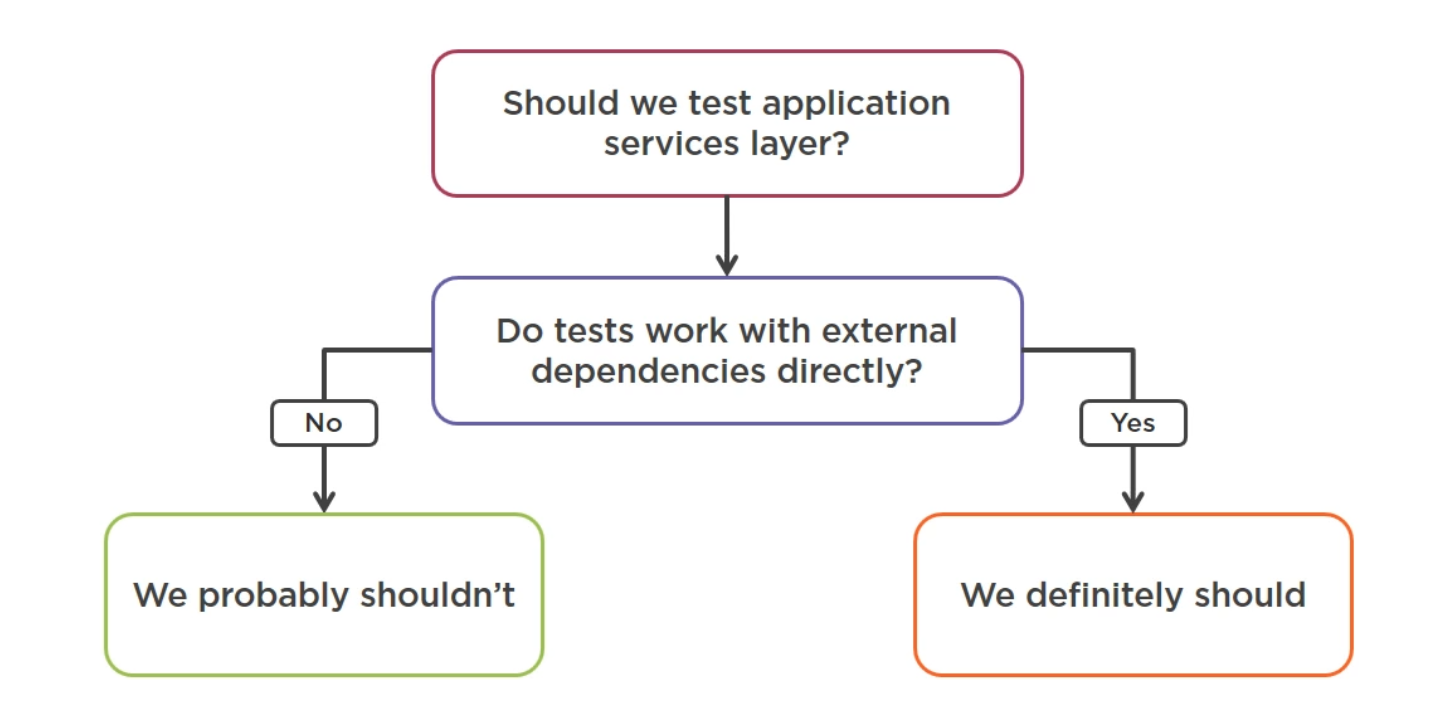 Should we test application
services layer?
Do tests work with external
dependencies directly?
No
Yes
We probably shouldn’t
We definitely should